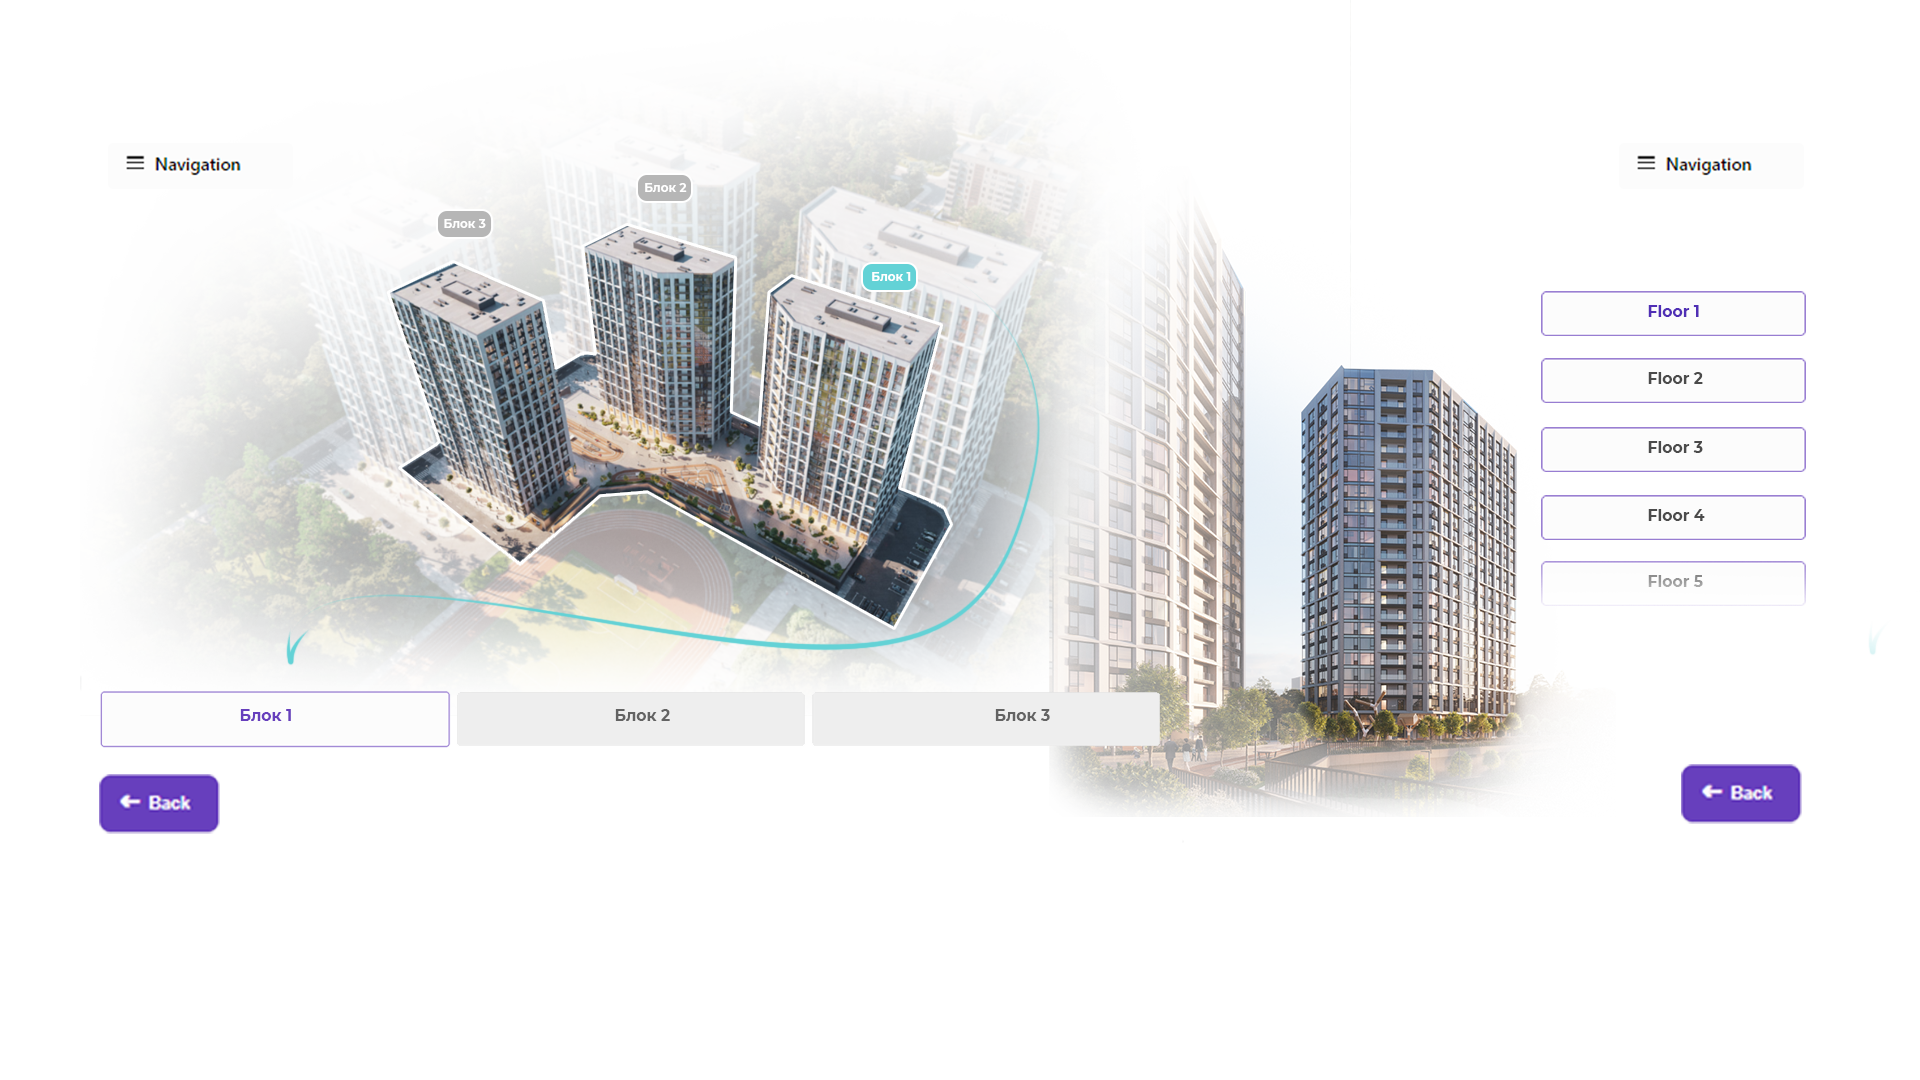 Navigation
Navigation
Блок 2
Блок 3
Блок 1
Floor 1
Floor 2
Floor 3
Floor 4
Floor 5
Блок 1
Блок 2
Блок 3
Back
Back